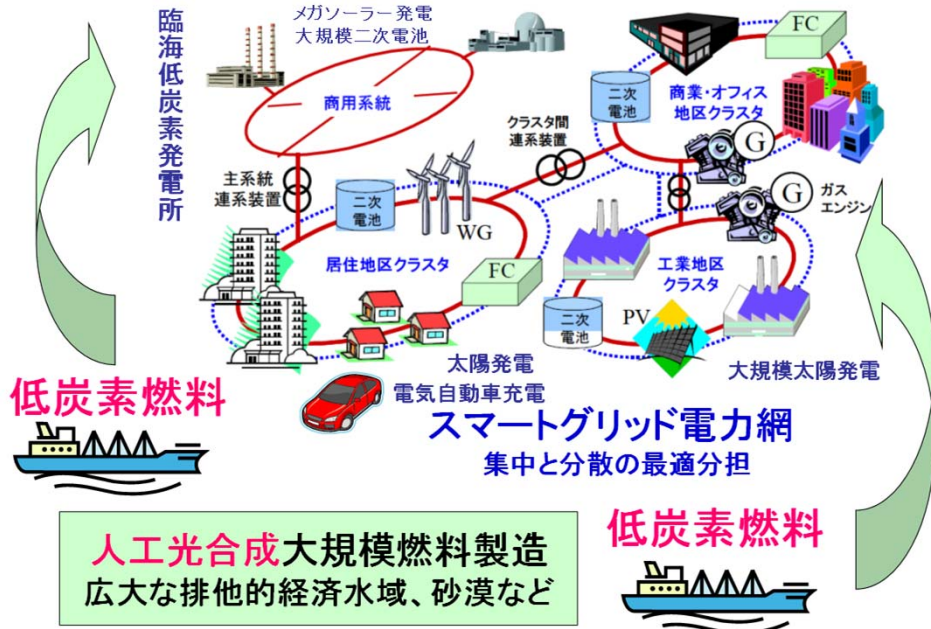 臨海低炭素発電所
メガソーラー発電
大規模二次電池
商用系統
主系統
連系装置
二次
電池
WG
居住地区クラスタ
FC
クラスタ間
連系装置
二次
電池
FC
商業・オフィス
地区クラスタ
G
G
ガス
エンジン
工業地区
クラスタ
二次
電池
PV
太陽発電
電気自動車充電
大規模太陽発電
低炭素燃料
スマートグリッド電力網
集中と分散の最適分担
人工光合成大規模燃料製造
広大な排他的経済水域、砂漠など
低炭素燃料